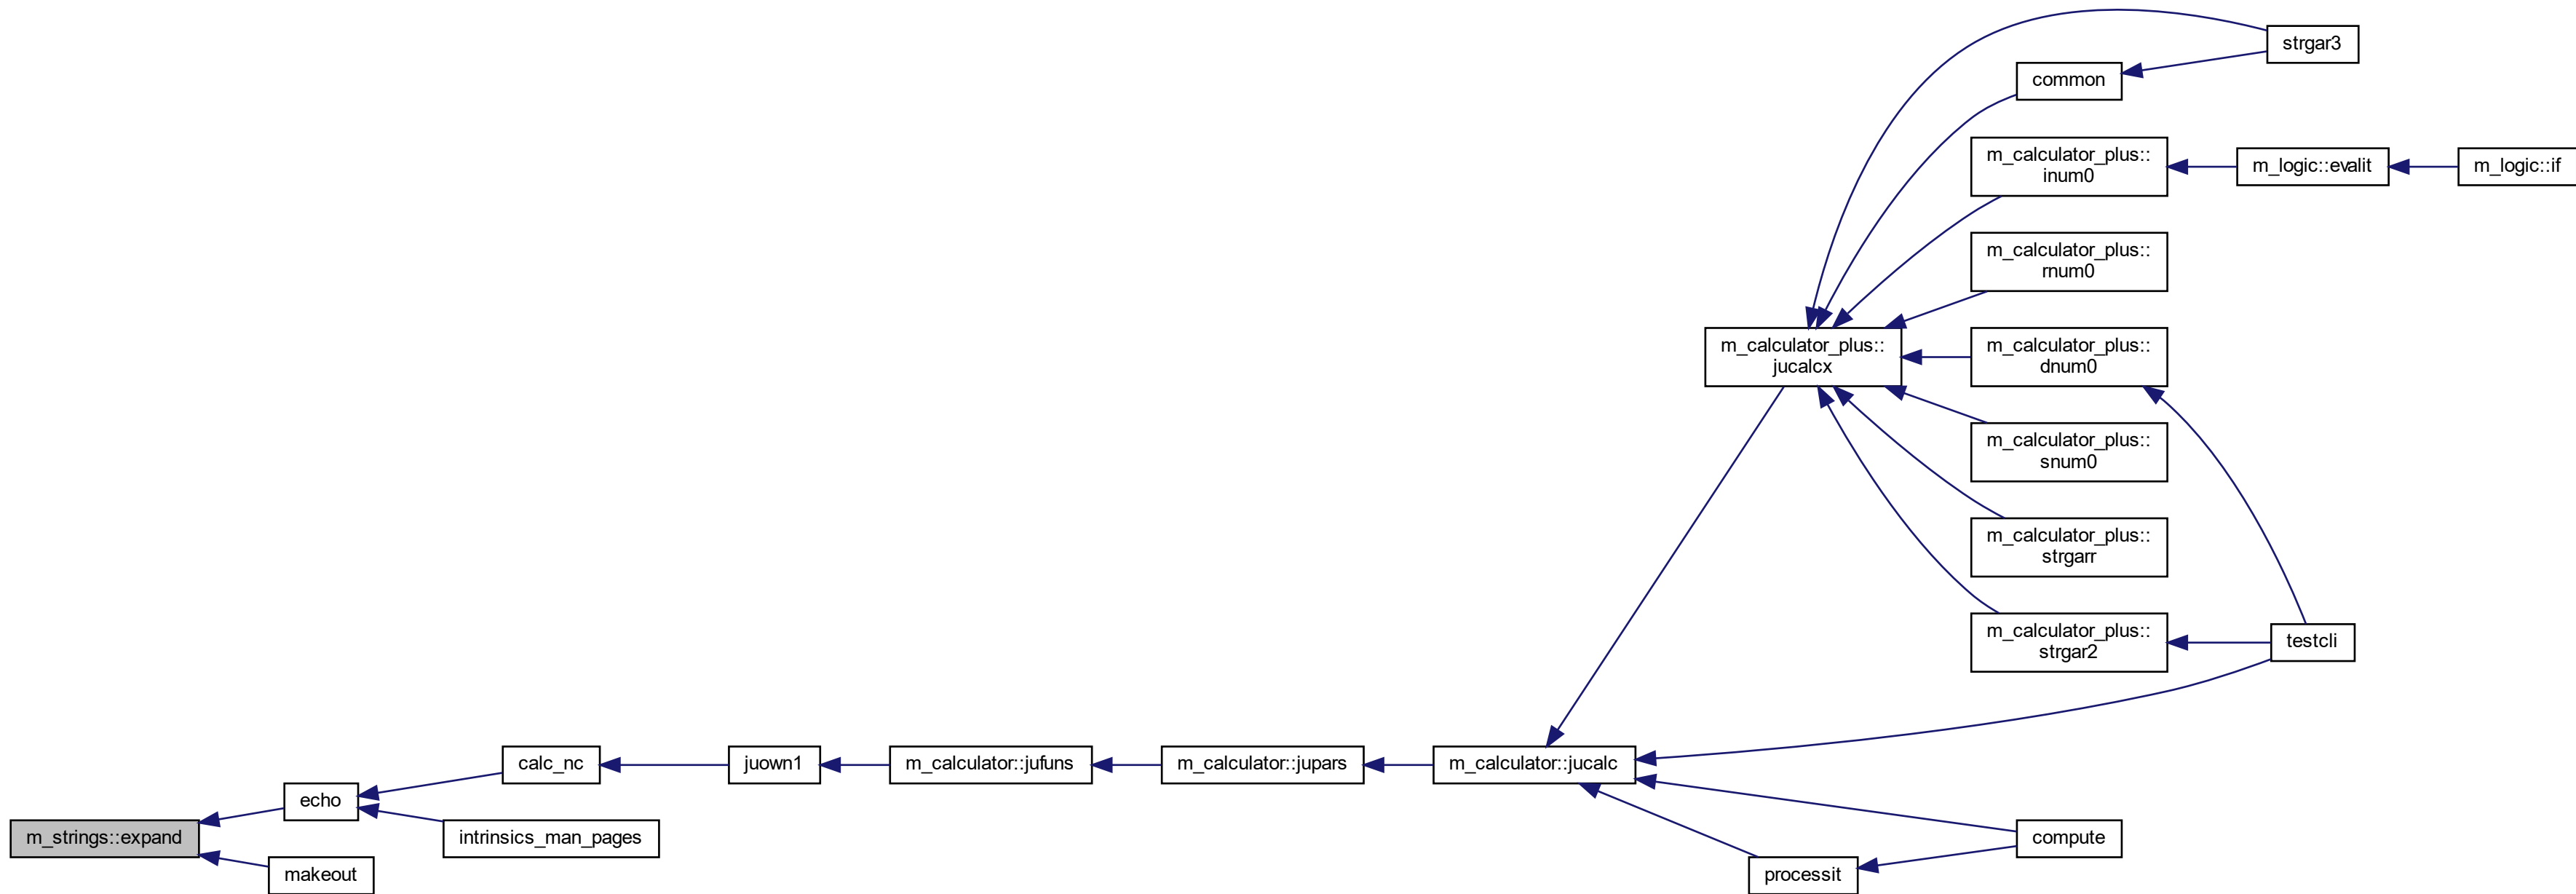 strgar3
common
m_calculator_plus::
inum0
m_logic::evalit
m_logic::if
m_calculator_plus::
rnum0
m_calculator_plus::
jucalcx
m_calculator_plus::
dnum0
m_calculator_plus::
snum0
m_calculator_plus::
strgarr
m_calculator_plus::
strgar2
testcli
calc_nc
juown1
m_calculator::jufuns
m_calculator::jupars
m_calculator::jucalc
echo
m_strings::expand
intrinsics_man_pages
compute
makeout
processit